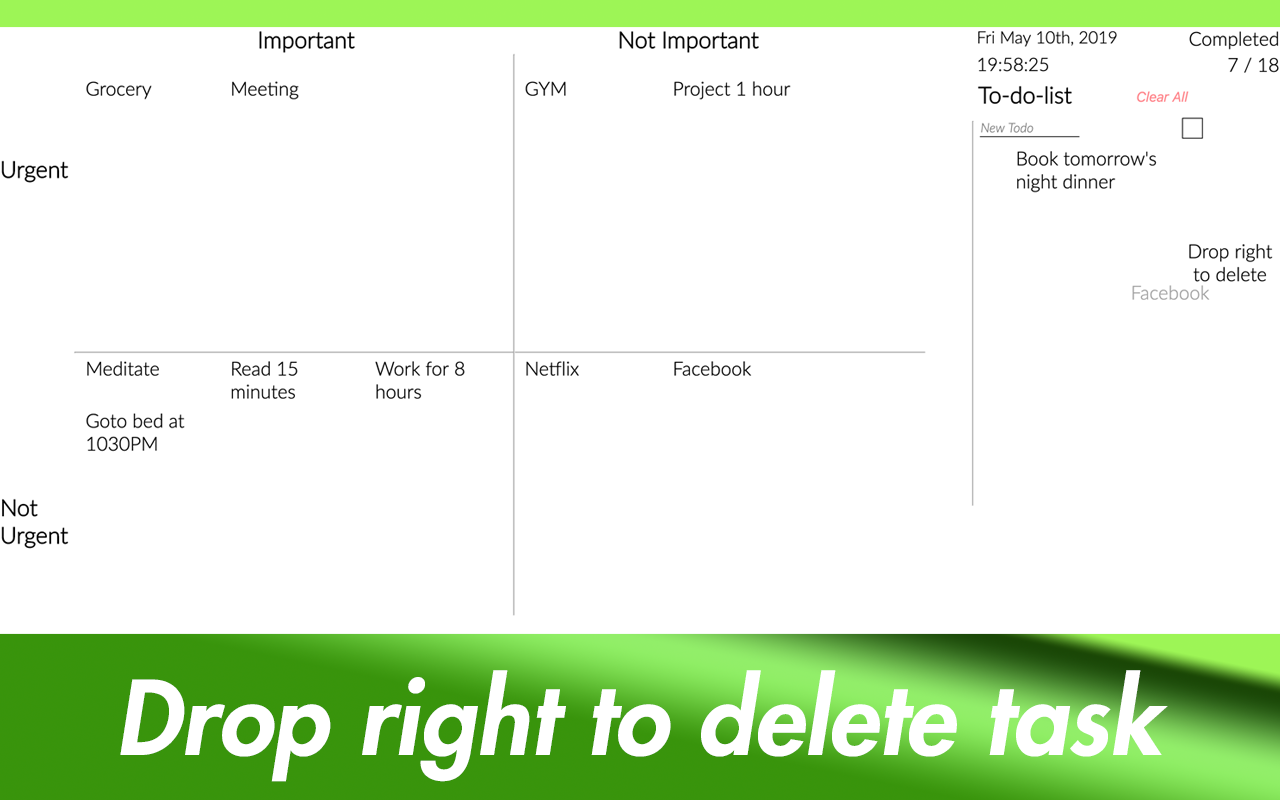 Important
Not Important
Fri May 10th, 2019
Completed
19:58:25
7 / 18
To-do-list
Clear All
New Todo
Grocery
Meeting
GYM
Project 1 hour
Urgent
Book tomorrow's
night dinner
Drop right
to delete
Facebook
Meditate
Read 15
minutes
Work for 8
hours
Netflix
Facebook
Goto bed at
1030PM
Not
Urgent
Drop right to delete task